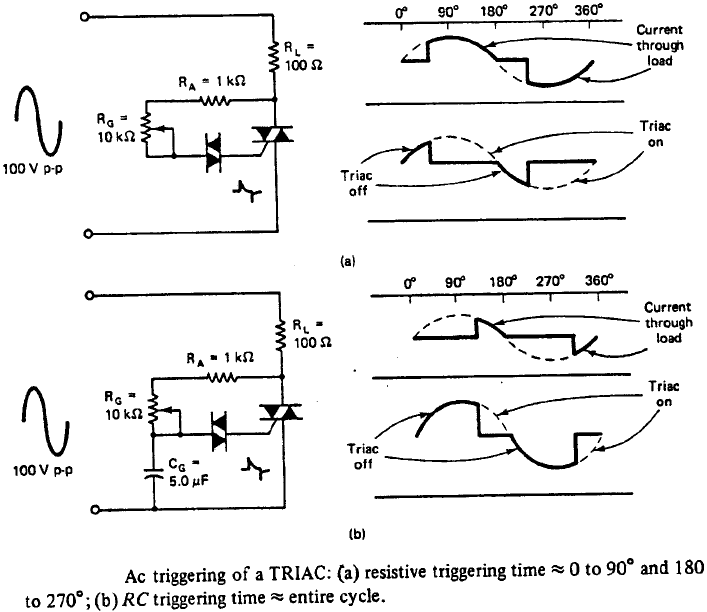 0° 90° 180° 270° 360°
R_L =
100 Ω
Current
through
load
R_A = 1 kΩ
R_G =
10 kΩ
100 V p-p
Triac
on
Triac
off
(a)
0° 90° 180° 270° 360°
R_L =
100 Ω
Current
through
load
R_A = 1 kΩ
R_G =
10 kΩ
100 V p-p
C_G =
5.0 μF
Triac
on
Triac
off
(b)
Ac triggering of a TRIAC: (a) resistive triggering time ≈ 0 to 90° and 180
to 270°; (b) RC triggering time ≈ entire cycle.